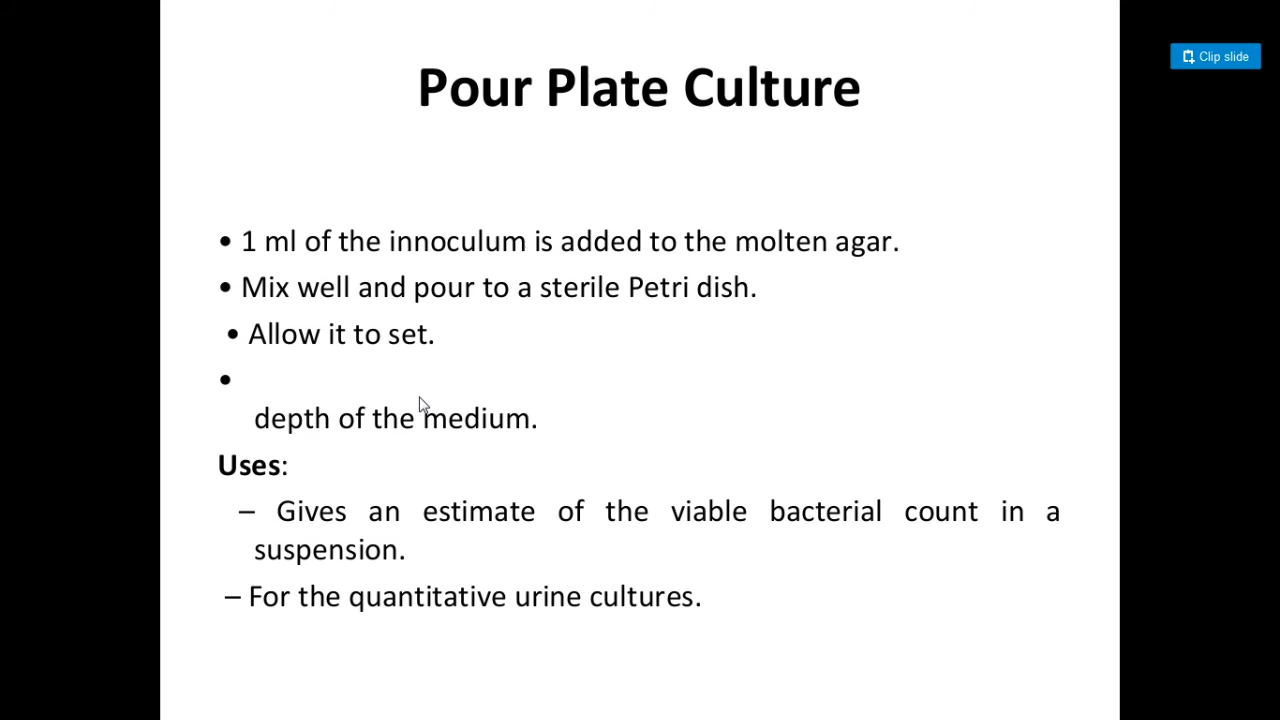 Clip slide
Pour Plate Culture
• 1 ml of the innoculum is added to the molten agar.
• Mix well and pour to a sterile Petri dish.
• Allow it to set.
•
depth of the medium.
Uses:
– Gives an estimate of the viable bacterial count in a
suspension.
– For the quantitative urine cultures.